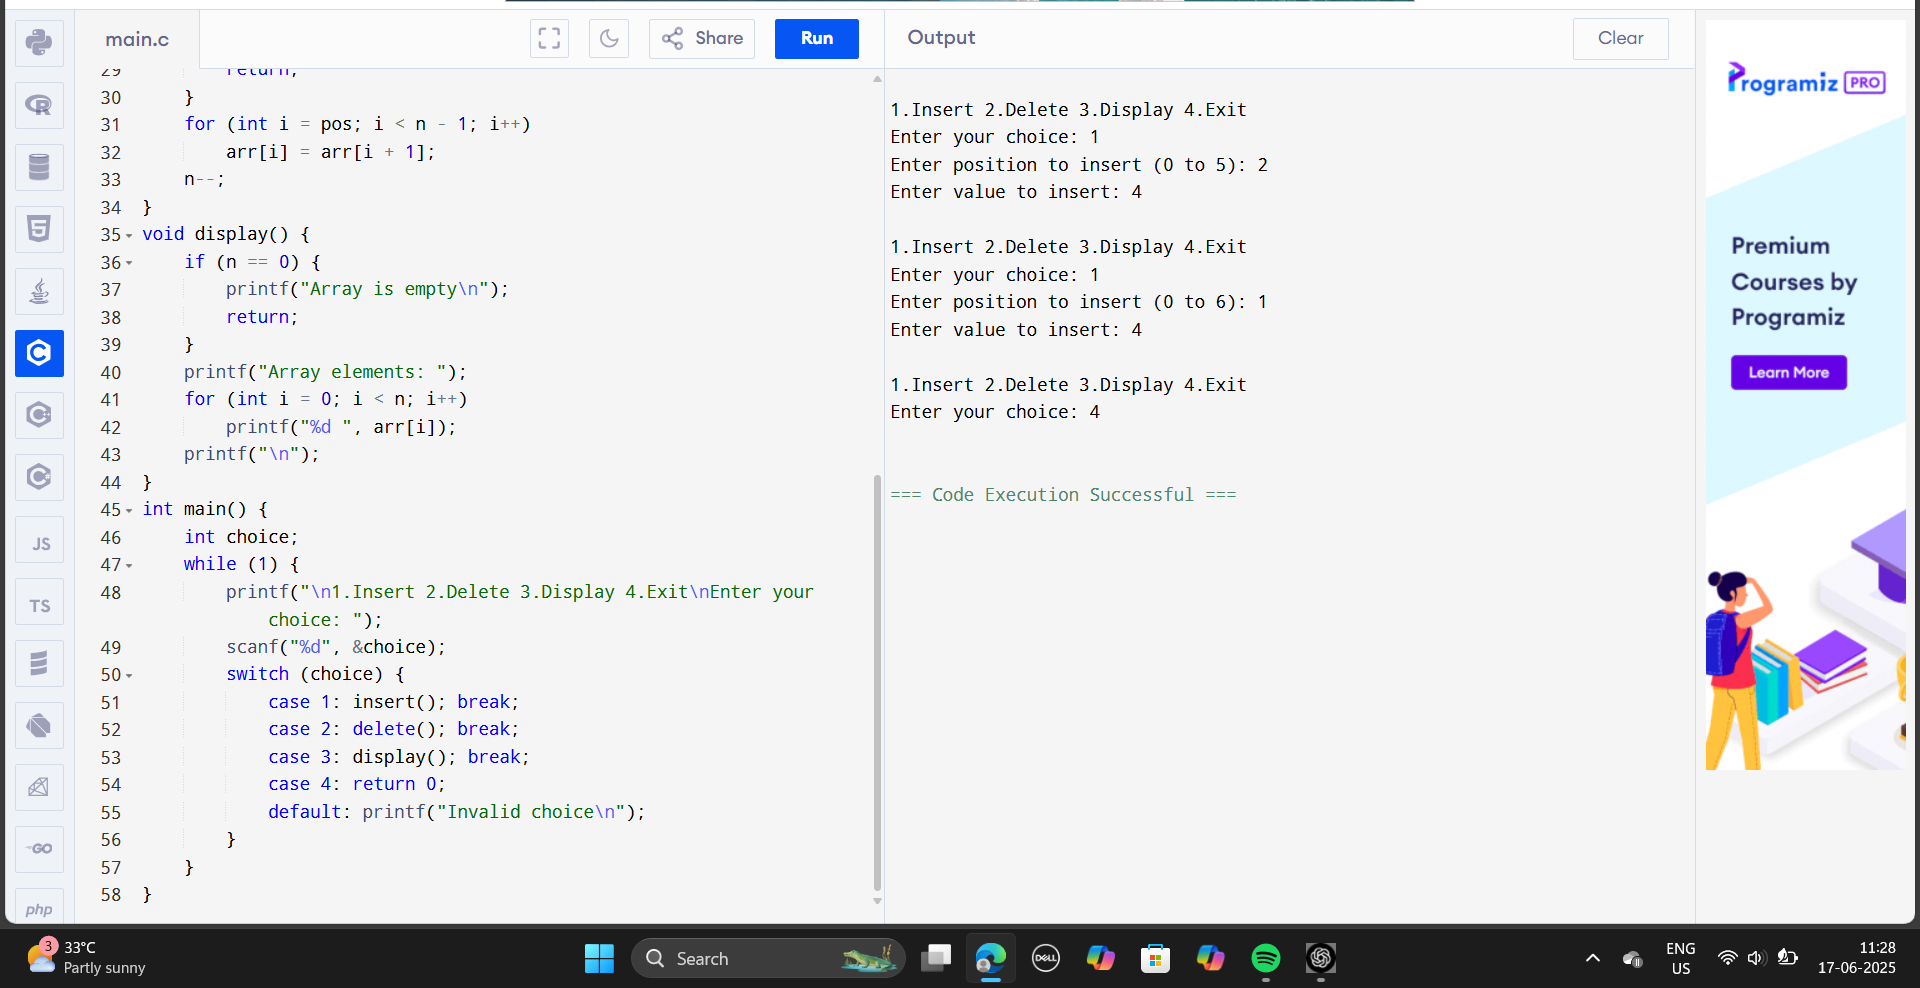 main.c
Share
Run
Output
Clear
29 return;
30 }
31 for (int i = pos; i < n - 1; i++)
32 arr[i] = arr[i + 1];
33 n--;
34 }
35 void display() {
36 if (n == 0) {
37 printf("Array is empty\n");
38 return;
39 }
40 printf("Array elements: ");
41 for (int i = 0; i < n; i++)
42 printf("%d ", arr[i]);
43 printf("\n");
44 }
45 int main() {
46 int choice;
47 while (1) {
48 printf("\n1.Insert 2.Delete 3.Display 4.Exit\nEnter your
choice: ");
49 scanf("%d", &choice);
50 switch (choice) {
51 case 1: insert(); break;
52 case 2: delete(); break;
53 case 3: display(); break;
54 case 4: return 0;
55 default: printf("Invalid choice\n");
56 }
57 }
58 }
1.Insert 2.Delete 3.Display 4.Exit
Enter your choice: 1
Enter position to insert (0 to 5): 2
Enter value to insert: 4
1.Insert 2.Delete 3.Display 4.Exit
Enter your choice: 1
Enter position to insert (0 to 6): 1
Enter value to insert: 4
1.Insert 2.Delete 3.Display 4.Exit
Enter your choice: 4
=== Code Execution Successful ===
Programiz PRO
Premium
Courses by
Programiz
Learn More
R
5
C
C
C
JS
TS
GO
php
3
33°C
Partly sunny
Search
DELL
ENG
US
11:28
17-06-2025